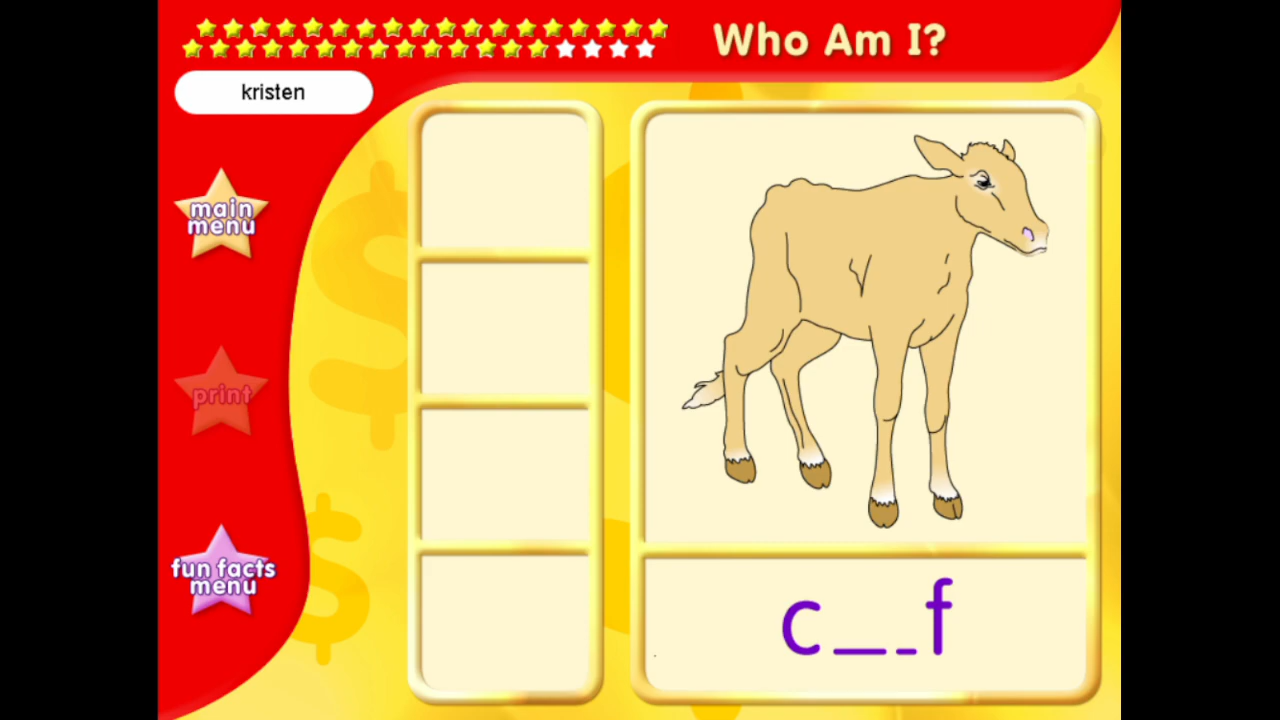 Who Am I?
kristen
main
menu
print
fun facts
menu
c _ _ f